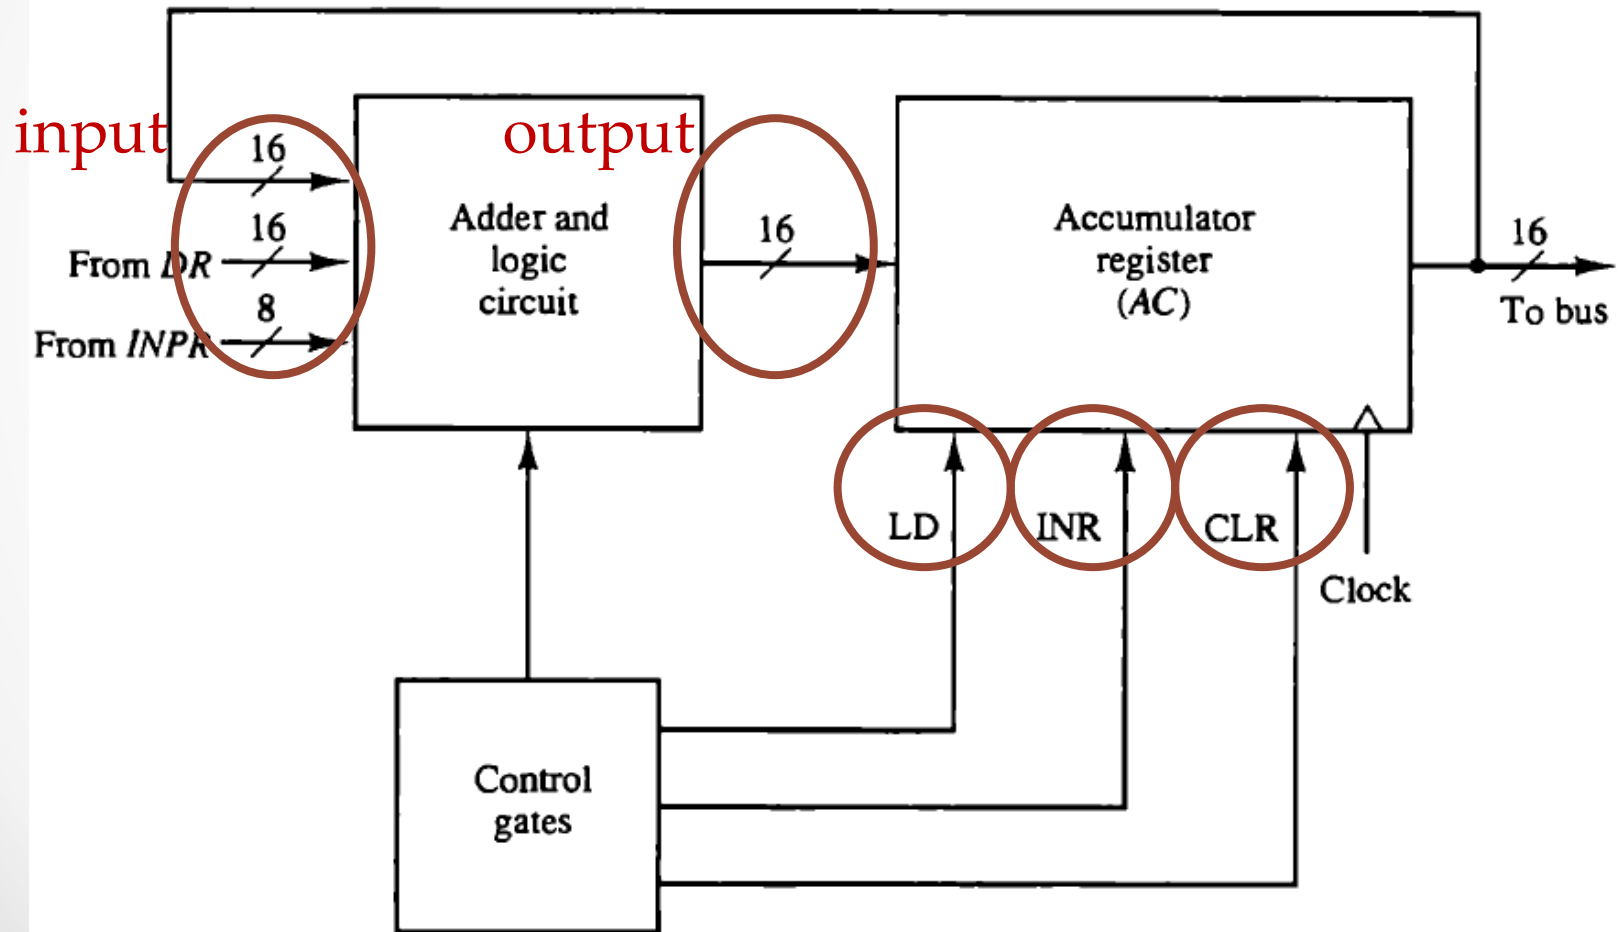 input
output
16
16
From DR
8
From INPR
Adder and
logic
circuit
16
Accumulator
register
(AC)
16
To bus
LD
INR
CLR
Clock
Control
gates